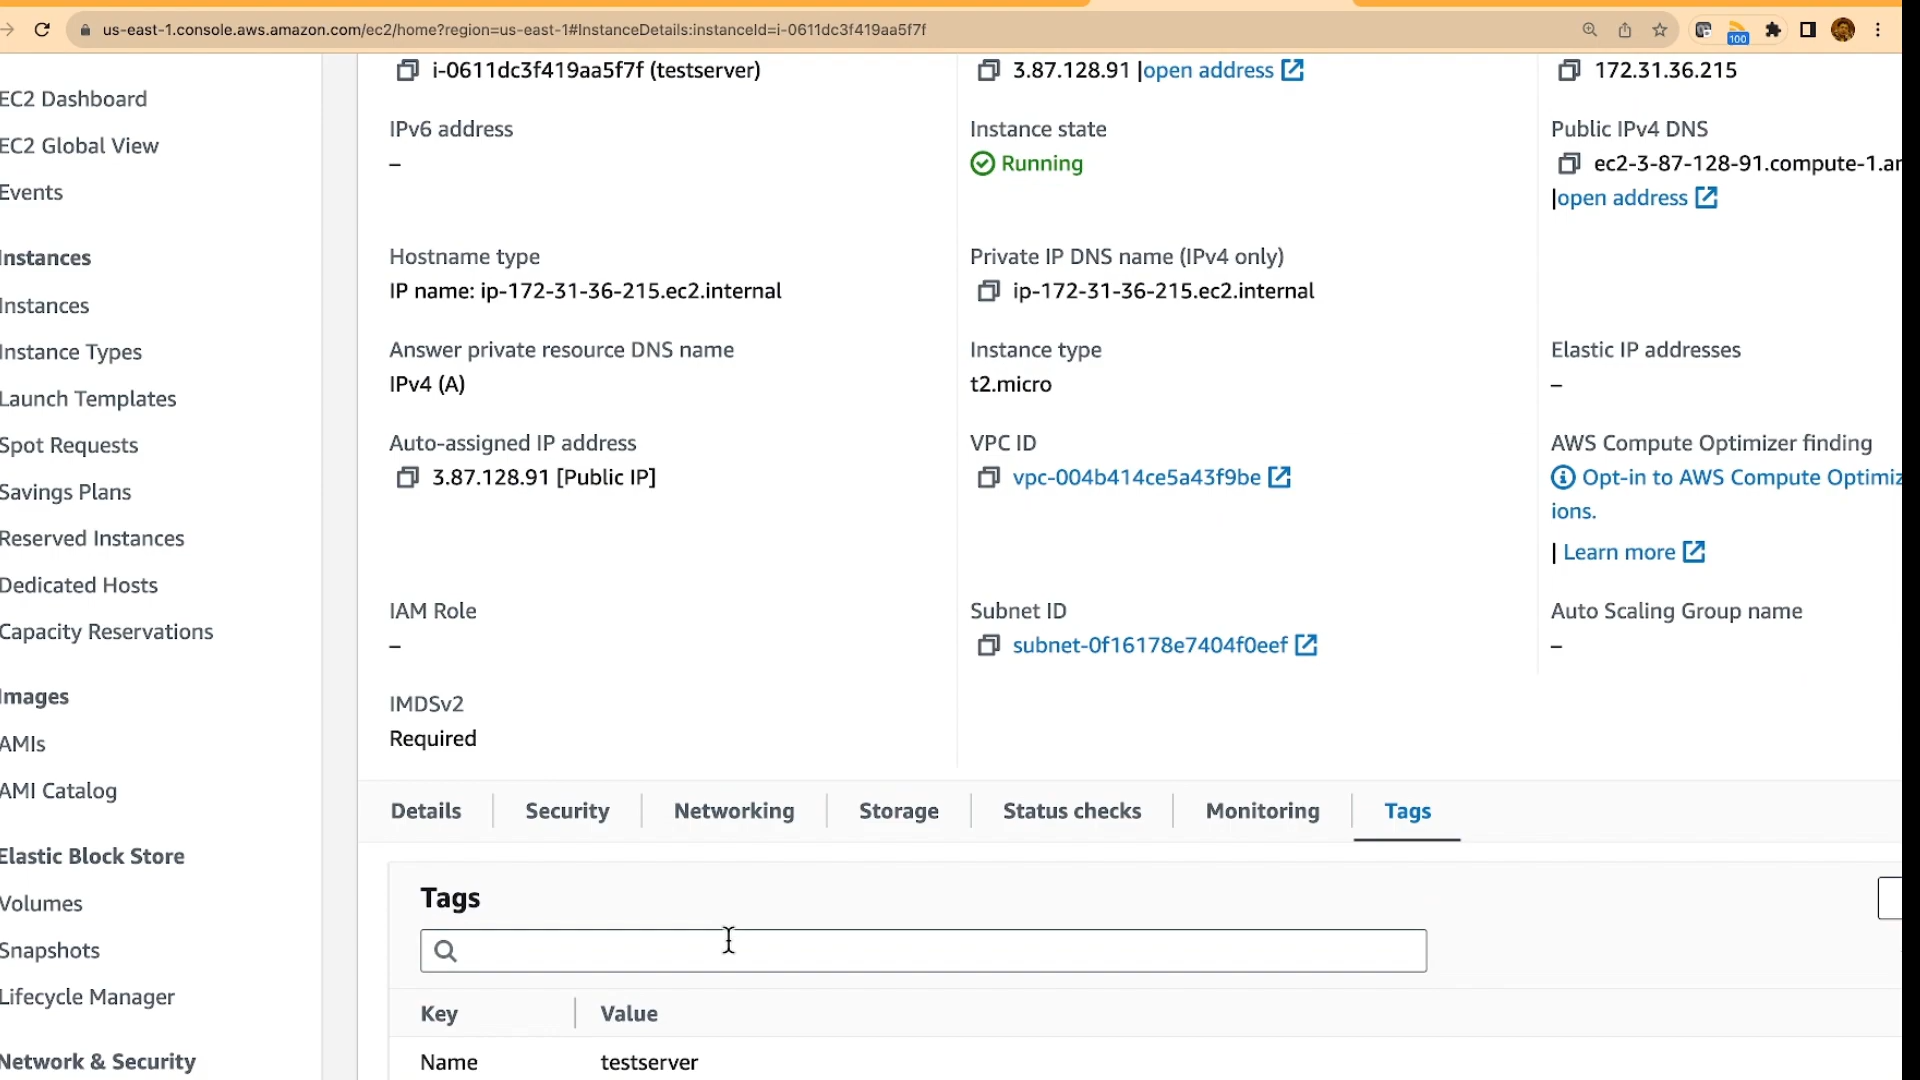 us-east-1.console.aws.amazon.com/ec2/home?region=us-east-1#InstanceDetails:instanceId=i-0611dc3f419aa5f7f
100
i-0611dc3f419aa5f7f (testserver)
3.87.128.91 |open address
172.31.36.215
EC2 Dashboard
EC2 Global View
Events
Instances
Instances
Instance Types
Launch Templates
Spot Requests
Savings Plans
Reserved Instances
Dedicated Hosts
Capacity Reservations
Images
AMIs
AMI Catalog
Elastic Block Store
Volumes
Snapshots
Lifecycle Manager
Network & Security
IPv6 address
–
Instance state
Running
Public IPv4 DNS
ec2-3-87-128-91.compute-1.am
|open address
Hostname type
IP name: ip-172-31-36-215.ec2.internal
Private IP DNS name (IPv4 only)
ip-172-31-36-215.ec2.internal
Answer private resource DNS name
IPv4 (A)
Instance type
t2.micro
Elastic IP addresses
–
Auto-assigned IP address
3.87.128.91 [Public IP]
VPC ID
vpc-004b414ce5a43f9be
AWS Compute Optimizer finding
Opt-in to AWS Compute Optimiz
ions.
| Learn more
IAM Role
–
Subnet ID
subnet-0f16178e7404f0eef
Auto Scaling Group name
–
IMDSv2
Required
Details
Security
Networking
Storage
Status checks
Monitoring
Tags
Tags
Key
Value
Name
testserver